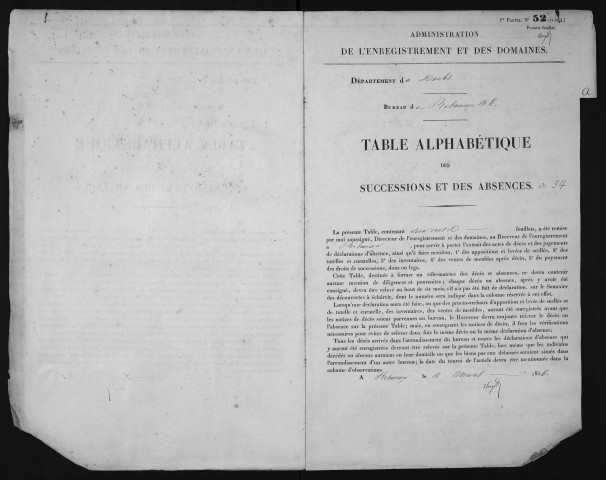 Iᵉ Partie, Nº 52
ADMINISTRATION
DE L'ENREGISTREMENT ET DES DOMAINES.
DÉPARTEMENT du Doubs
BUREAU de Besançon
TABLE ALPHABÉTIQUE
DES
SUCCESSIONS ET DES ABSENCES. Nº 34
La présente Table, contenant feuillets, a été remise
par moi soussigné, Directeur de l'enregistrement et des domaines, au Receveur de l'enregistrement
à Besançon, pour servir à porter l'extrait des actes de décès et des payements
de déclarations d'absence, ainsi qu'à faire mention, 1° des appositions et levées de scellés, 2° des
tutelles et curatelles, 3° des inventaires, 4° des ventes de meubles après décès, 5° du payement
des droits de successions, dons ou legs.
Cette Table, destinée à former un sommaire des décès et absences, ne devra contenir
aucune mention de diligences et poursuites ; chaque décès ou absence, après y avoir été
consigné, devra être relevé au bout de six mois, s'il n'a pas été fait de déclaration, sur le Sommier
des découvertes à éclaircir, dont le numéro sera indiqué dans la colonne réservée à cet effet.
Lorsqu'une déclaration aura été faite, ou que des procès-verbaux d'apposition et levée de scellés et
de tutelle et curatelle, des inventaires, des ventes de meubles, auront été enregistrés avant que
les notices de décès soient parvenues au bureau, le Receveur devra toujours relever le décès ou
l'absence sur la présente Table ; mais, en consignant les notices de décès, il fera les vérifications
nécessaires pour éviter de relever deux fois le même décès ou la même déclaration d'absence.
Tous les décès arrivés dans l'arrondissement du bureau et toutes les déclarations d'absence qui
y auront été enregistrées devront être relevés sur la présente Table, lors même que les individus
décédés ou absents auraient eu leur domicile ou que les biens par eux délaissés seraient situés dans
l'arrondissement d'un autre bureau ; la date du renvoi de l'article devra être mentionnée dans la
colonne d'observations.
A Besançon le